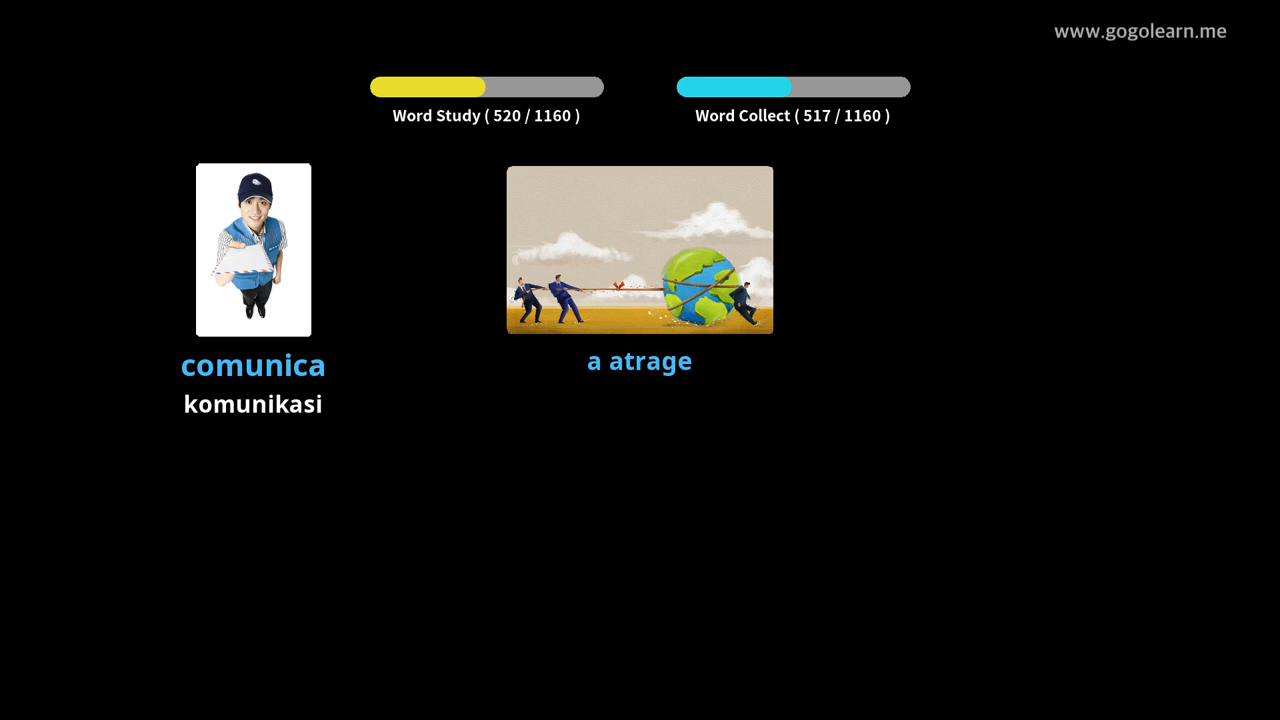 www.gogolearn.me
Word Study ( 520 / 1160 )
Word Collect ( 517 / 1160 )
comunica
komunikasi
a atrage